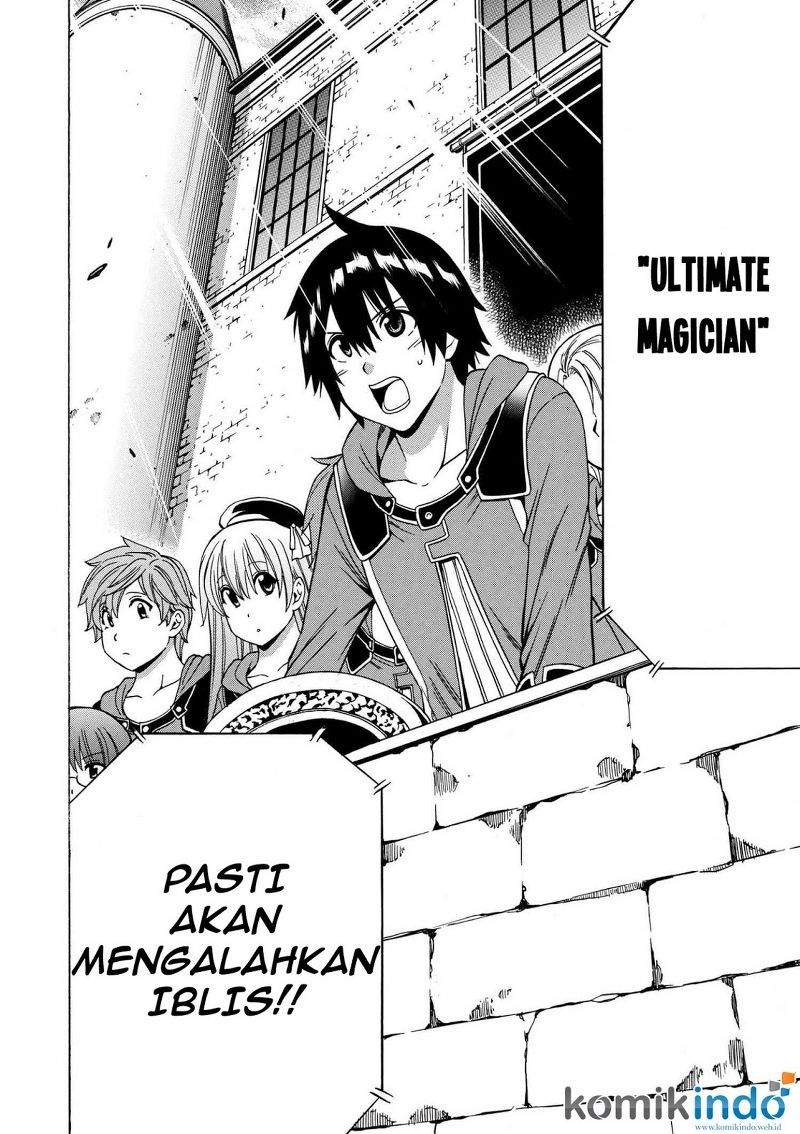 "ULTIMATE
MAGICIAN"
PASTI
AKAN
MENGALAHKAN
IBLIS!!
komikindo
www.komikindo.web.id